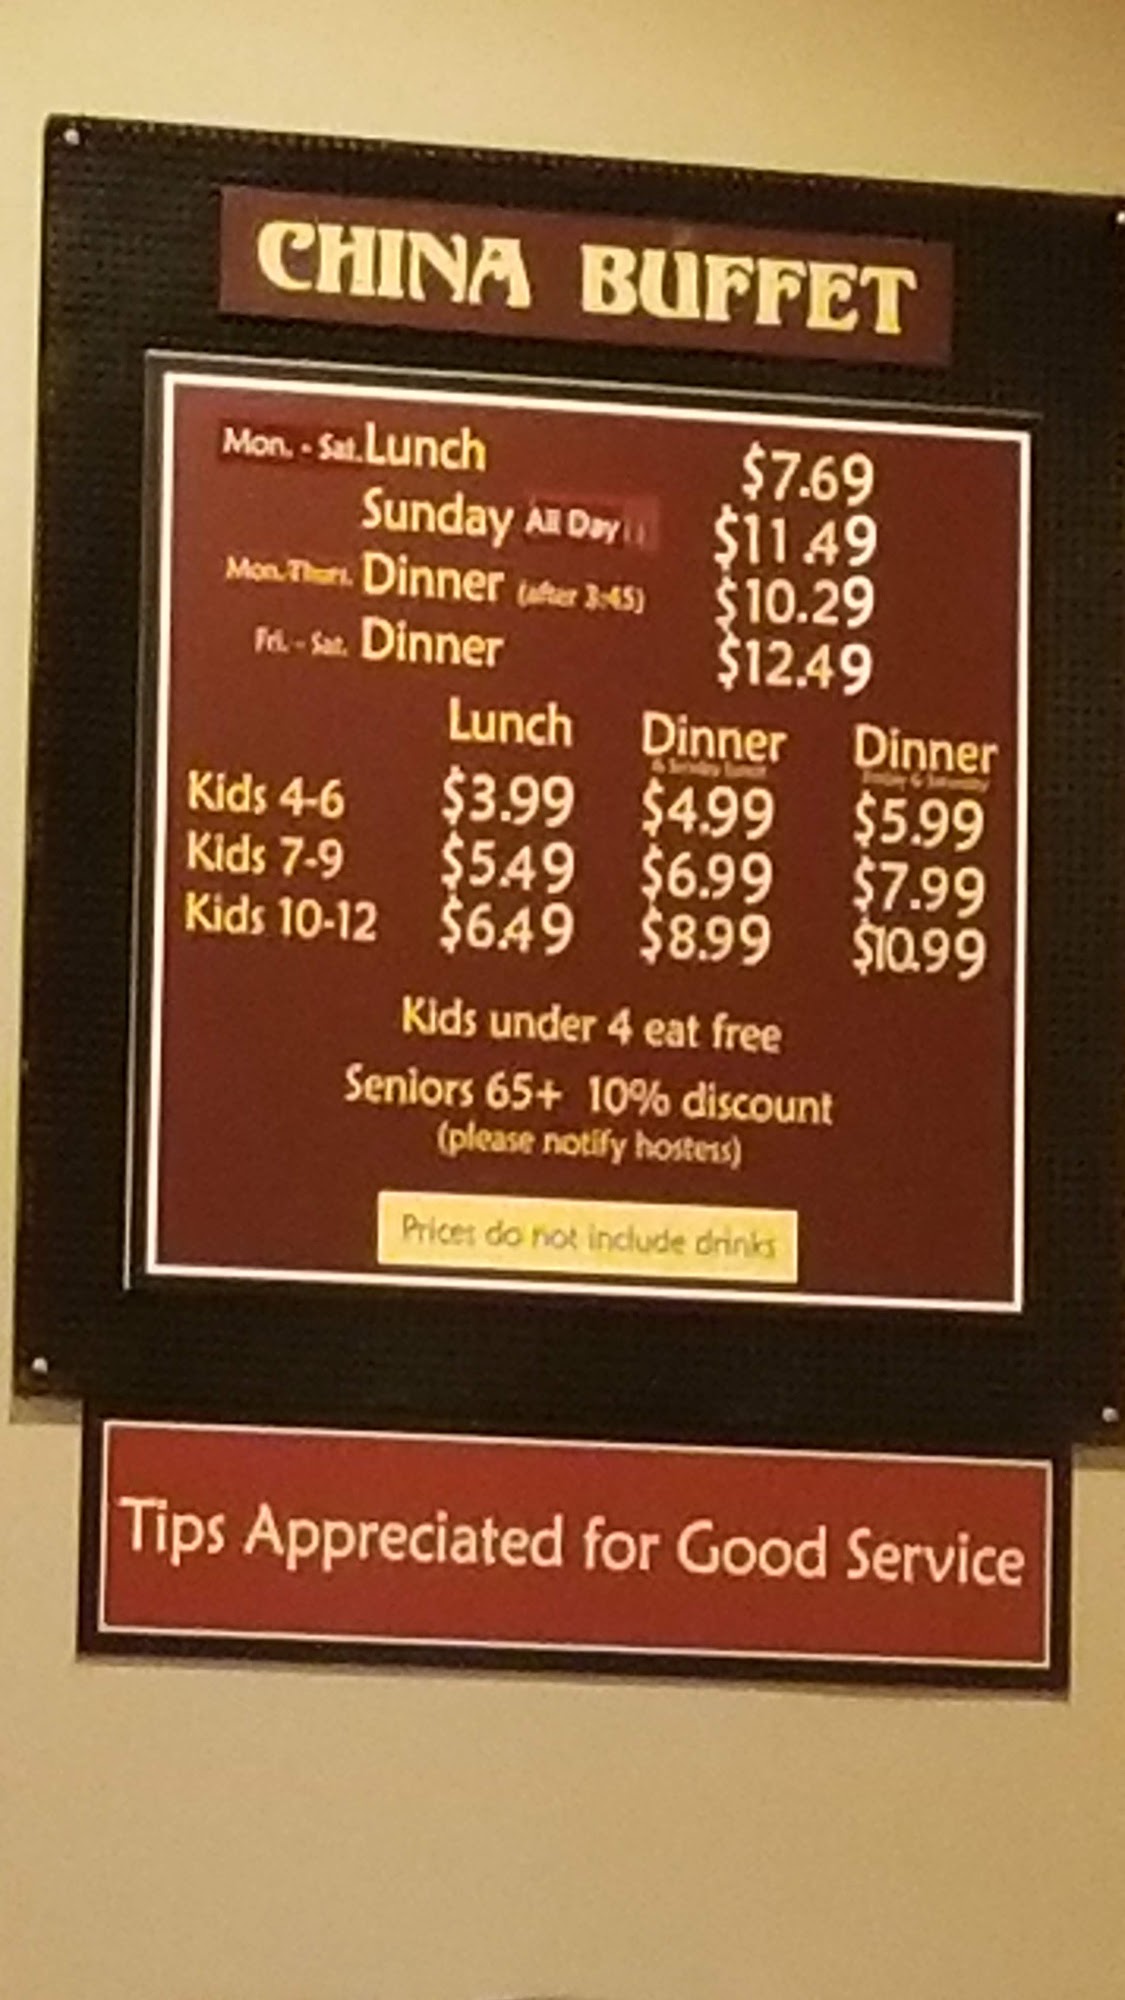 CHINA BUFFET
Mon. - Sat. Lunch $7.69
Sunday All Day $11.49
Mon. Thurs. Dinner (after 3:45) $10.29
Fri. - Sat. Dinner $12.49
Lunch Dinner Dinner
& Sunday lunch Friday & Saturday
Kids 4-6 $3.99 $4.99 $5.99
Kids 7-9 $5.49 $6.99 $7.99
Kids 10-12 $6.49 $8.99 $10.99
Kids under 4 eat free
Seniors 65+ 10% discount
(please notify hostess)
Prices do not include drinks
Tips Appreciated for Good Service